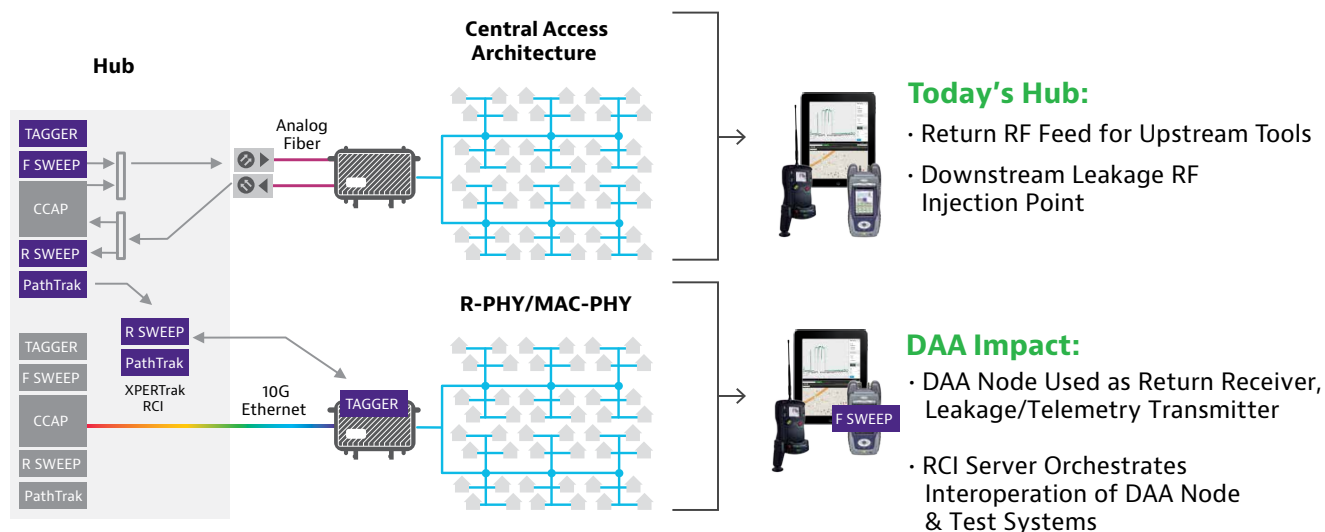 Hub
TAGGER
F SWEEP
CCAP
R SWEEP
PathTrak
Analog
Fiber
Central Access
Architecture
Today's Hub:
· Return RF Feed for Upstream Tools
· Downstream Leakage RF
Injection Point
TAGGER
F SWEEP
CCAP
R SWEEP
PathTrak
R SWEEP
PathTrak
XPERTrak
RCI
10G
Ethernet
TAGGER
R-PHY/MAC-PHY
F SWEEP
DAA Impact:
· DAA Node Used as Return Receiver,
Leakage/Telemetry Transmitter
· RCI Server Orchestrates
Interoperation of DAA Node
& Test Systems